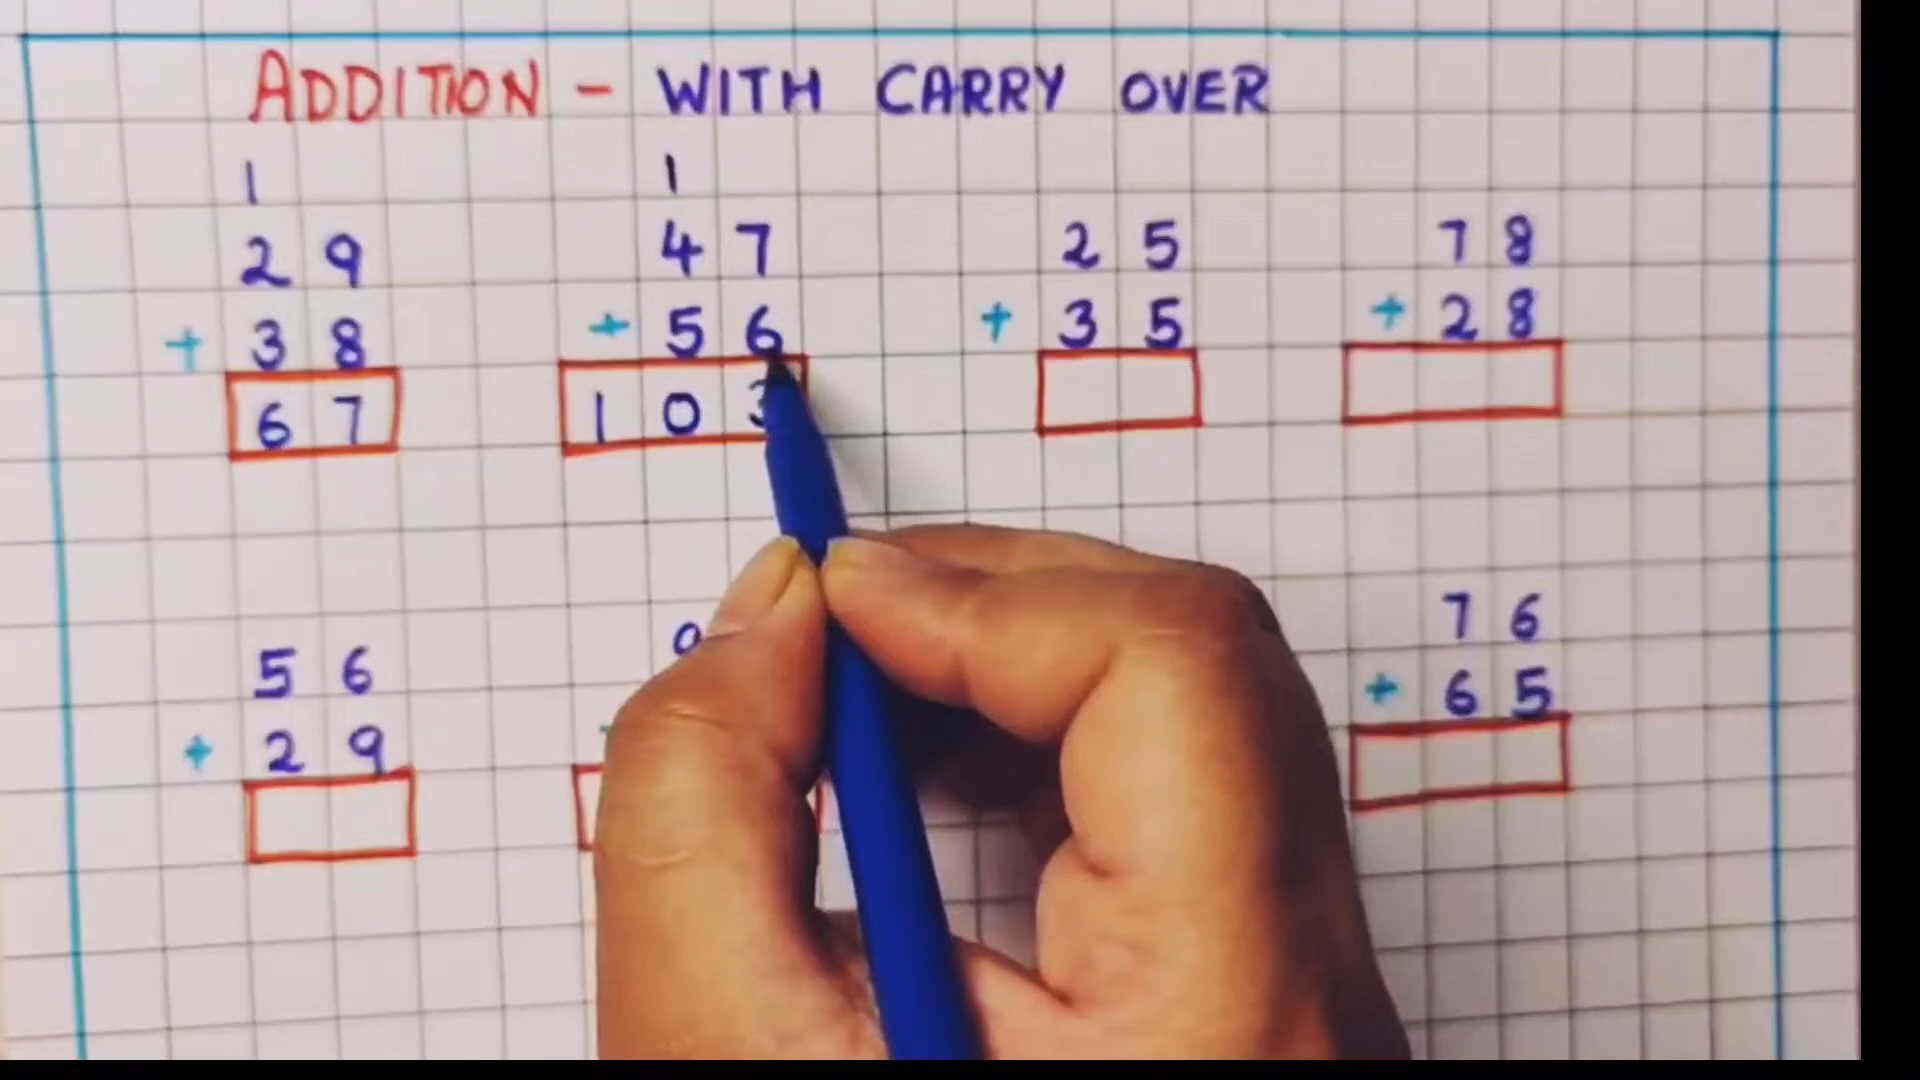 ADDITION - WITH CARRY OVER
1 1
2 9 4 7 2 5 7 8
+ 3 8 + 5 6 + 3 5 + 2 8
6 7 1 0 3
5 6 7 6
+ 2 9 + 6 5